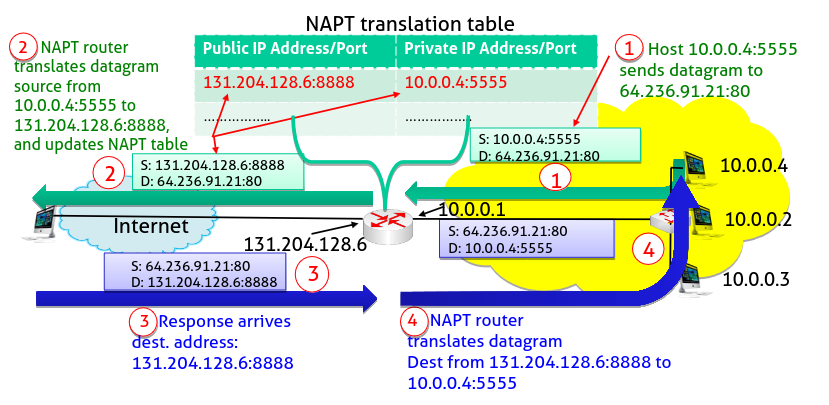 NAPT translation table
Public IP Address/Port Private IP Address/Port
131.204.128.6:8888 10.0.0.4:5555
................ ................
2 NAPT router
translates datagram
source from
10.0.0.4:5555 to
131.204.128.6:8888,
and updates NAPT table
1 Host 10.0.0.4:5555
sends datagram to
64.236.91.21:80
S: 10.0.0.4:5555
D: 64.236.91.21:80
1
2
S: 131.204.128.6:8888
D: 64.236.91.21:80
10.0.0.4
10.0.0.1
10.0.0.2
Internet
131.204.128.6
S: 64.236.91.21:80
D: 10.0.0.4:5555
4
S: 64.236.91.21:80
D: 131.204.128.6:8888
3
10.0.0.3
3 Response arrives
dest. address:
131.204.128.6:8888
4 NAPT router
translates datagram
Dest from 131.204.128.6:8888 to
10.0.0.4:5555